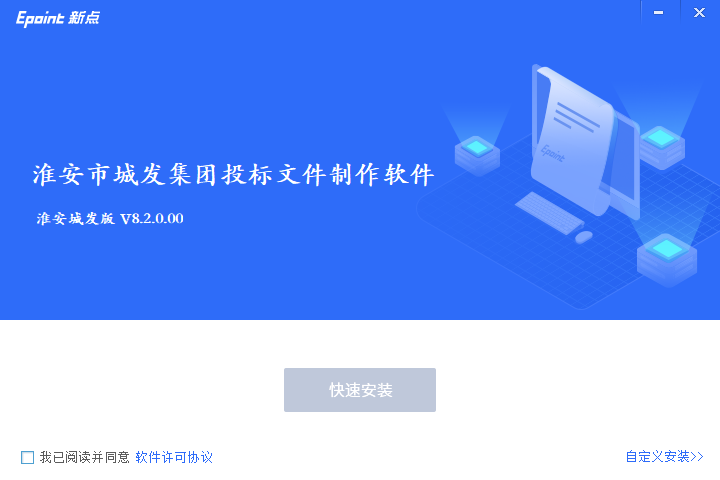 Epoint 新点
淮安市城发集团投标文件制作软件
淮安城发版 V8.2.0.00
Epoint
快速安装
我已阅读并同意 软件许可协议
自定义安装>>